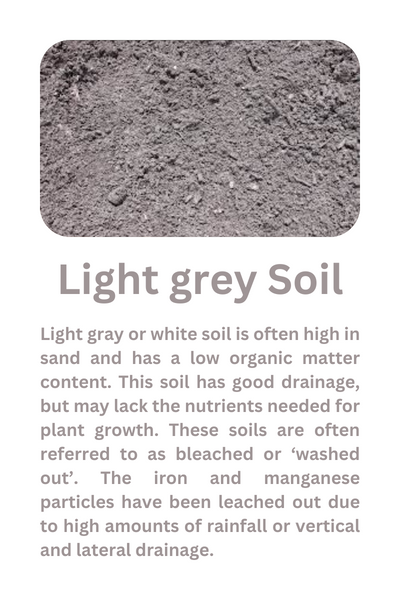 Light grey Soil
Light gray or white soil is often high in
sand and has a low organic matter
content. This soil has good drainage,
but may lack the nutrients needed for
plant growth. These soils are often
referred to as bleached or ‘washed
out’. The iron and manganese
particles have been leached out due
to high amounts of rainfall or vertical
and lateral drainage.